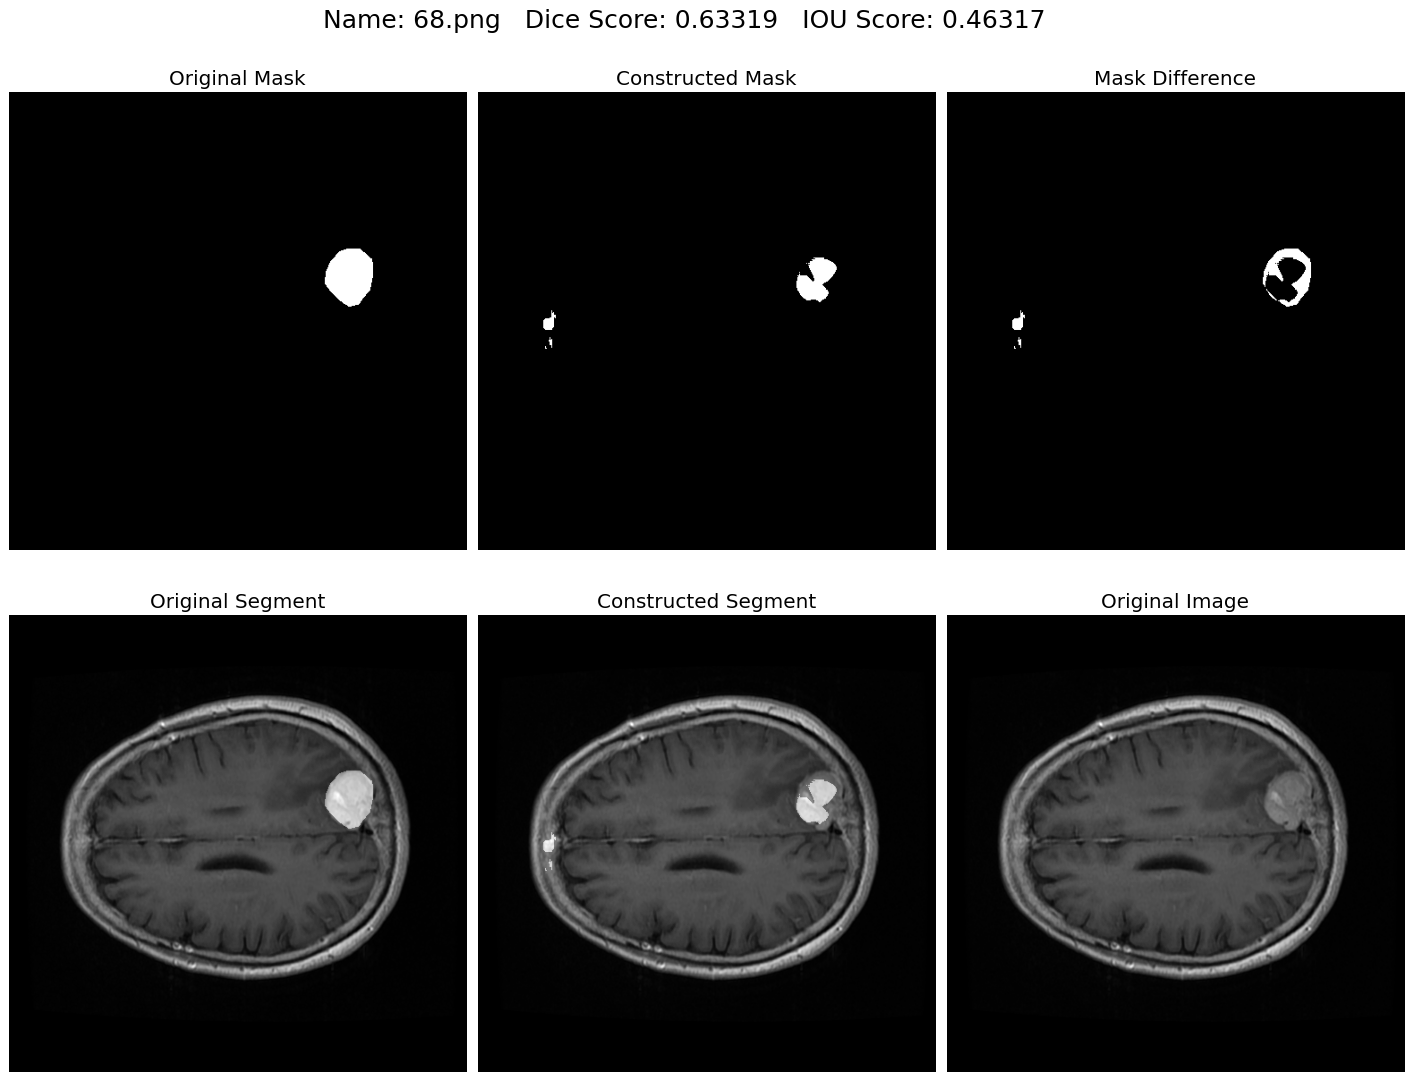 Name: 68.png   Dice Score: 0.63319   IOU Score: 0.46317
Original Mask
Constructed Mask
Mask Difference
Original Segment
Constructed Segment
Original Image